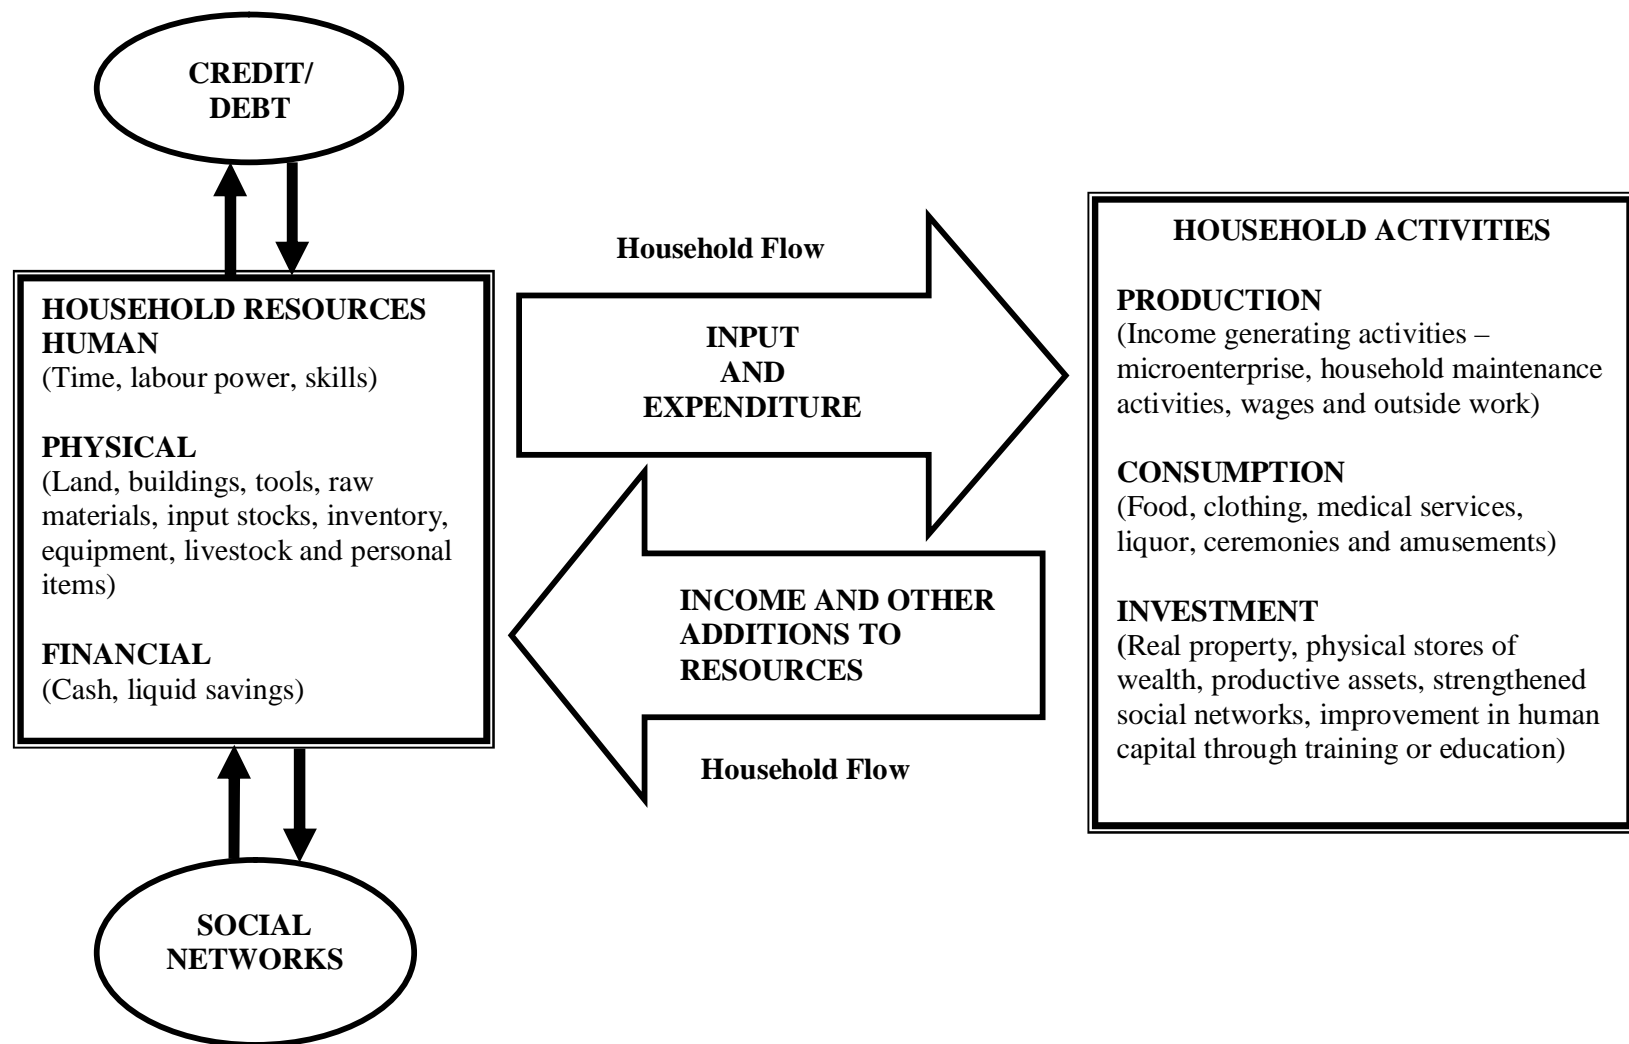 CREDIT/
DEBT
HOUSEHOLD RESOURCES
HUMAN
(Time, labour power, skills)
PHYSICAL
(Land, buildings, tools, raw
materials, input stocks, inventory,
equipment, livestock and personal
items)
FINANCIAL
(Cash, liquid savings)
SOCIAL
NETWORKS
Household Flow
INPUT
AND
EXPENDITURE
INCOME AND OTHER
ADDITIONS TO
RESOURCES
Household Flow
HOUSEHOLD ACTIVITIES
PRODUCTION
(Income generating activities –
microenterprise, household maintenance
activities, wages and outside work)
CONSUMPTION
(Food, clothing, medical services,
liquor, ceremonies and amusements)
INVESTMENT
(Real property, physical stores of
wealth, productive assets, strengthened
social networks, improvement in human
capital through training or education)